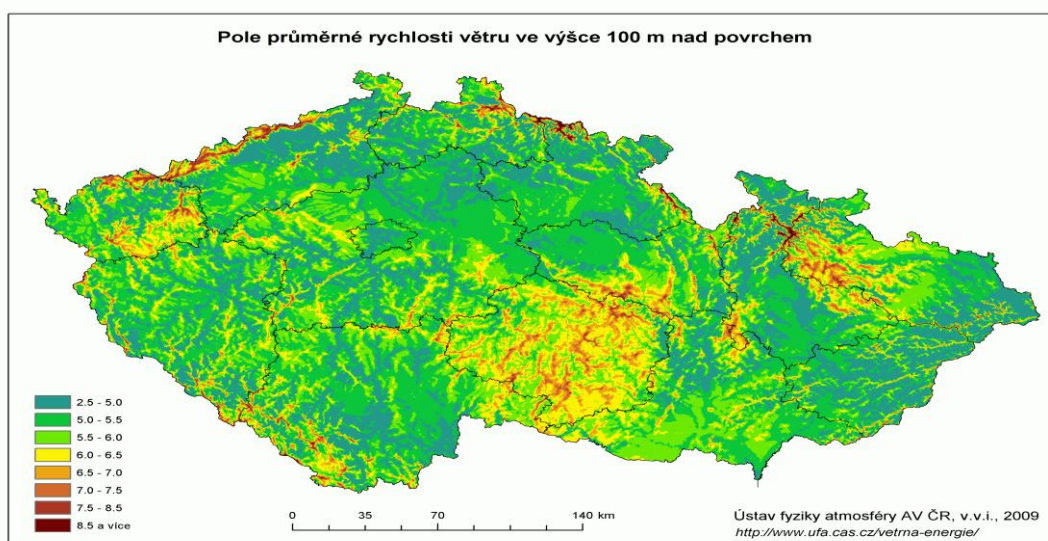 Pole průměrné rychlosti větru ve výšce 100 m nad povrchem
2.5 - 5.0
5.0 - 5.5
5.5 - 6.0
6.0 - 6.5
6.5 - 7.0
7.0 - 7.5
7.5 - 8.5
8.5 a více
0 35 70 140 km
Ústav fyziky atmosféry AV ČR, v.v.i., 2009
http://www.ufa.cas.cz/vetrna-energie/